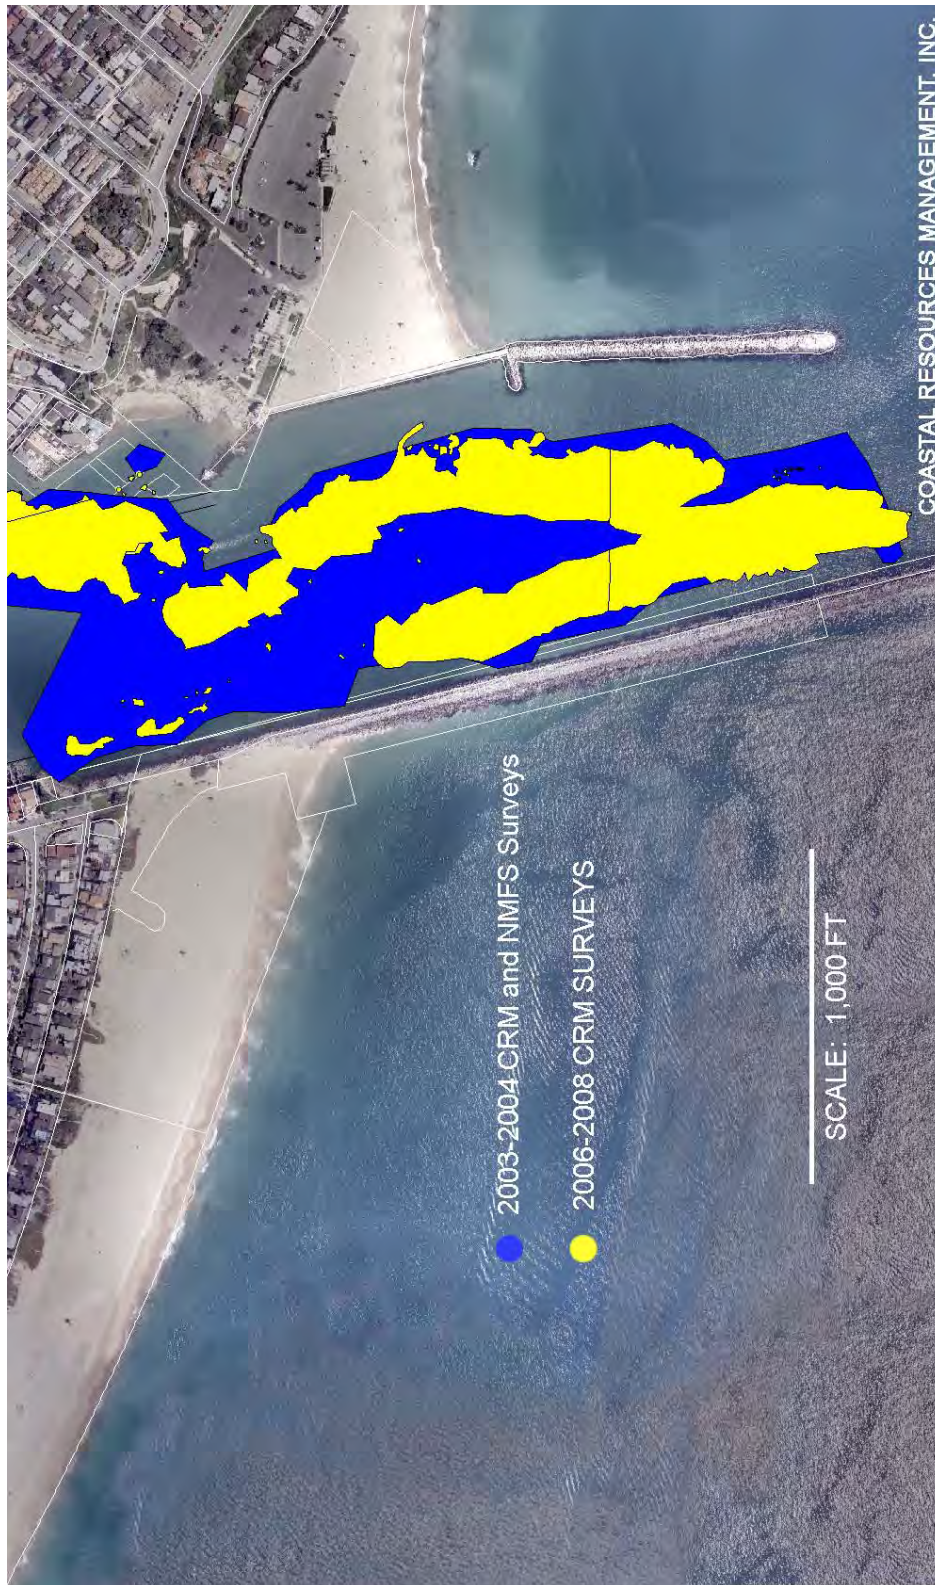 2003-2004 CRM and NMFS Surveys
2006-2008 CRM SURVEYS
SCALE: 1,000 FT
COASTAL RESOURCES MANAGEMENT, INC.